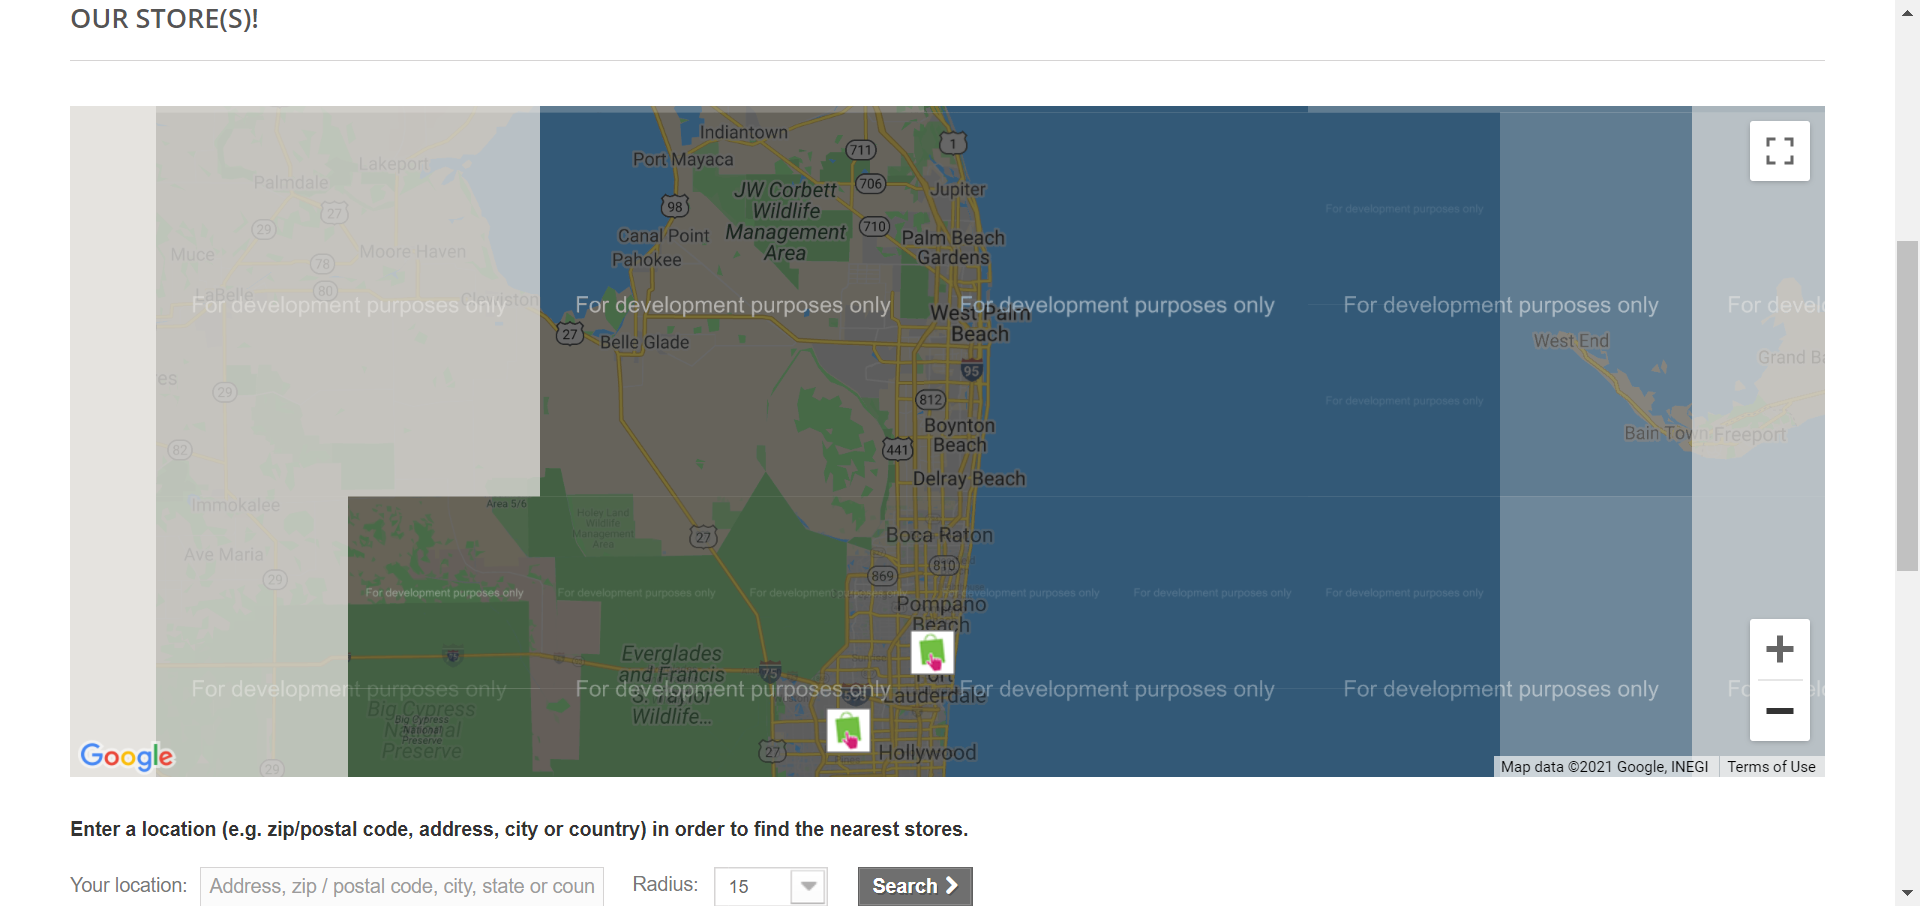 OUR STORE(S)!
Indiantown
Port Mayaca
711
1
Lakeport
Palmdale
706
JW Corbett
Wildlife
Management
Area
Jupiter
27
98
29
710
Canal Point
Palm Beach
Gardens
Muce
Moore Haven
Pahokee
78
80
LaBelle
Clewiston
For development purposes only
For development purposes only
For development purposes only
For development purposes only
For devel
For development purposes only
West Palm
Beach
27
Belle Glade
West End
Grand Ba
95
es
29
812
For development purposes only
Boynton
Beach
Bain Town
Freeport
82
441
Delray Beach
Immokalee
Area 5/6
Holey Land
Wildlife
Management
Area
27
Boca Raton
Ave Maria
29
869
810
For development purposes only
For development purposes only
For development purposes only
For development purposes only
For development purposes only
For development purposes only
Pompano
Beach
75
Everglades
and Francis
S. Taylor
Wildlife...
75
Fort
Lauderdale
595
For development purposes only
For development purposes only
For development purposes only
For development purposes only
Big Cypress
National
Preserve
Big Cypress
National
Preserve
27
Hollywood
29
Google
Map data ©2021 Google, INEGI
Terms of Use
Enter a location (e.g. zip/postal code, address, city or country) in order to find the nearest stores.
Your location:
Address, zip / postal code, city, state or coun
Radius:
15
Search